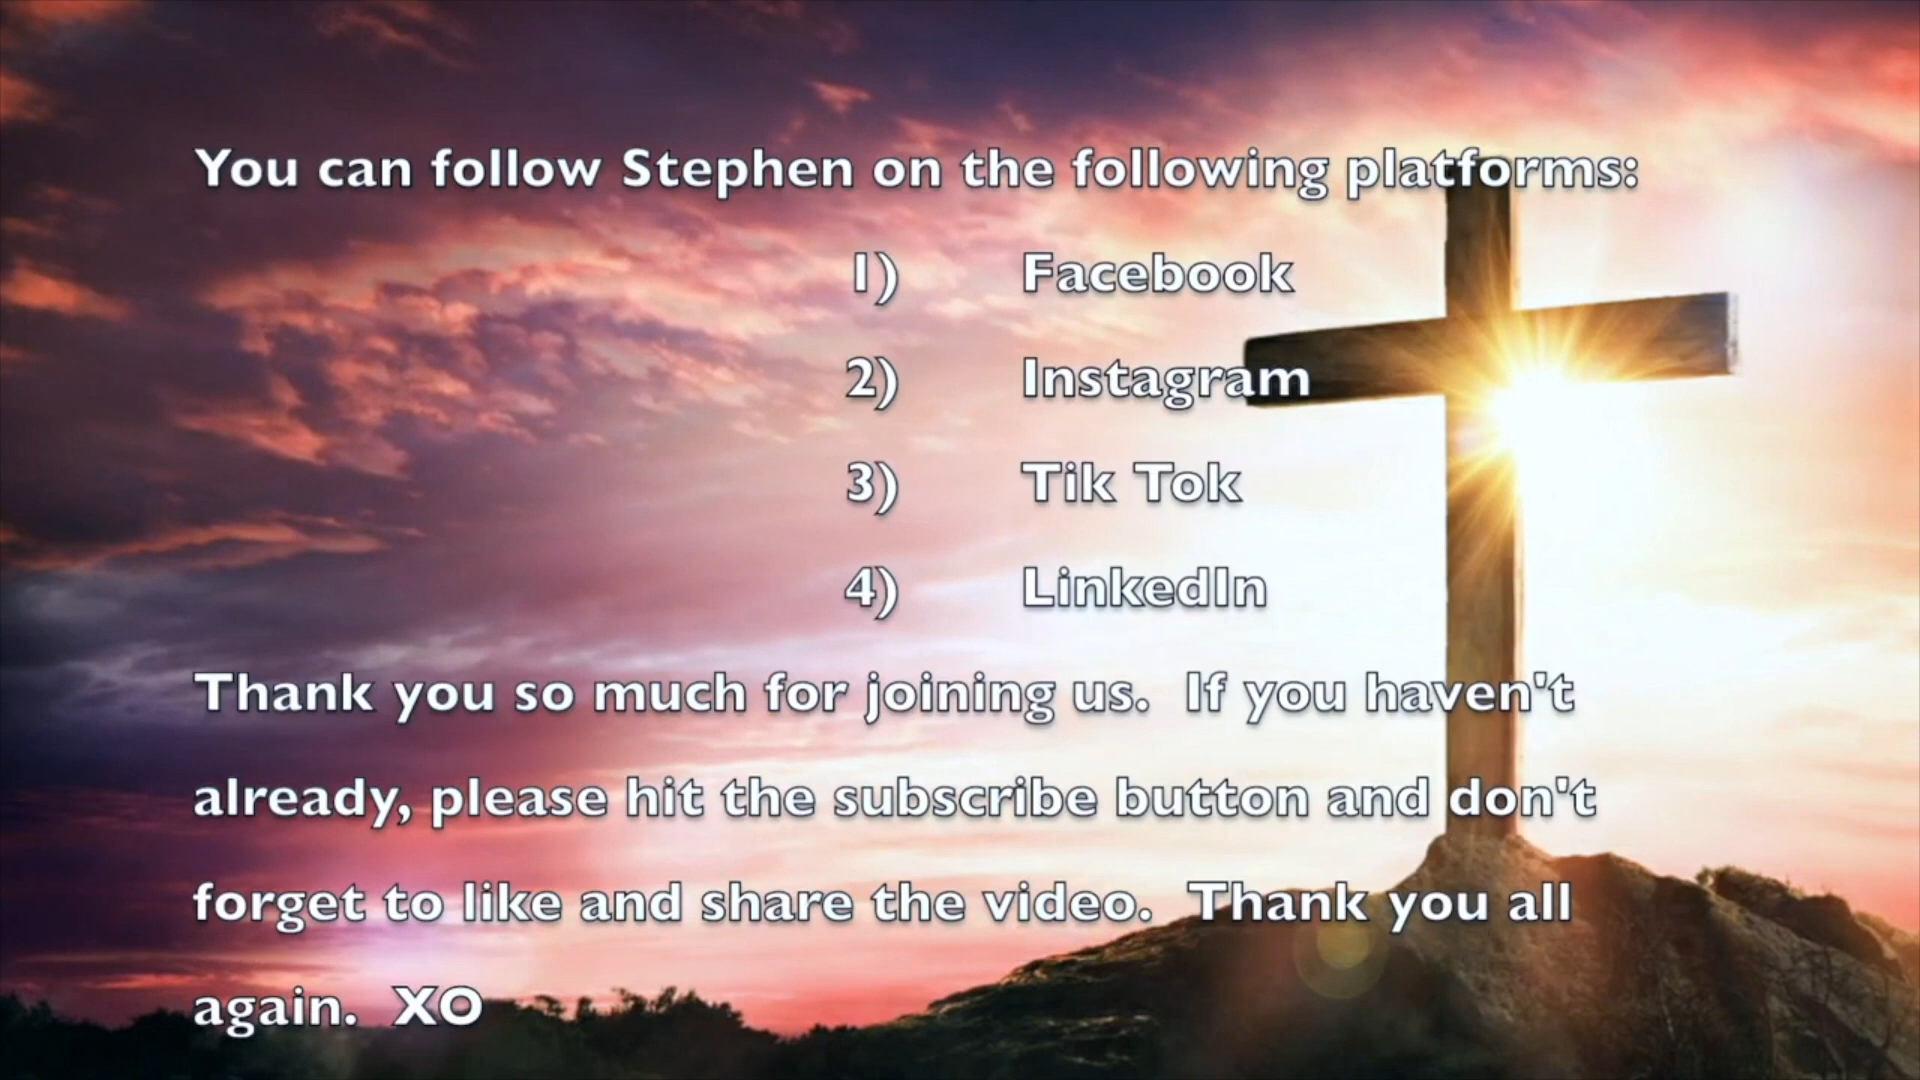 You can follow Stephen on the following platforms:
1) Facebook
2) Instagram
3) Tik Tok
4) LinkedIn
Thank you so much for joining us. If you haven't
already, please hit the subscribe button and don't
forget to like and share the video. Thank you all
again. XO